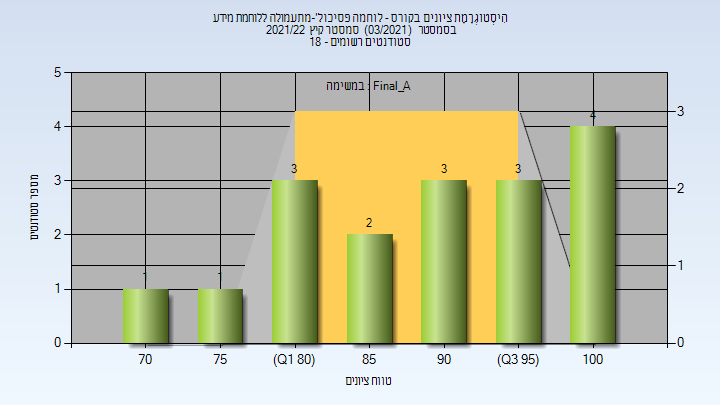 הִיסְטוֹגְרָמַת ציונים בקורס - לוחמה פסיכול'-מתעמולה ללוחמת מידע
בסמסטר (03/2021) סמסטר קיץ 2021/22
סטודנטים רשומים - 18
במשימה : Final_A
מספר סטודנטים
5
4
3
2
1
0
3
2
1
0
1
1
3
2
3
3
4
70
75
(Q1 80)
85
90
(Q3 95)
100
טווח ציונים